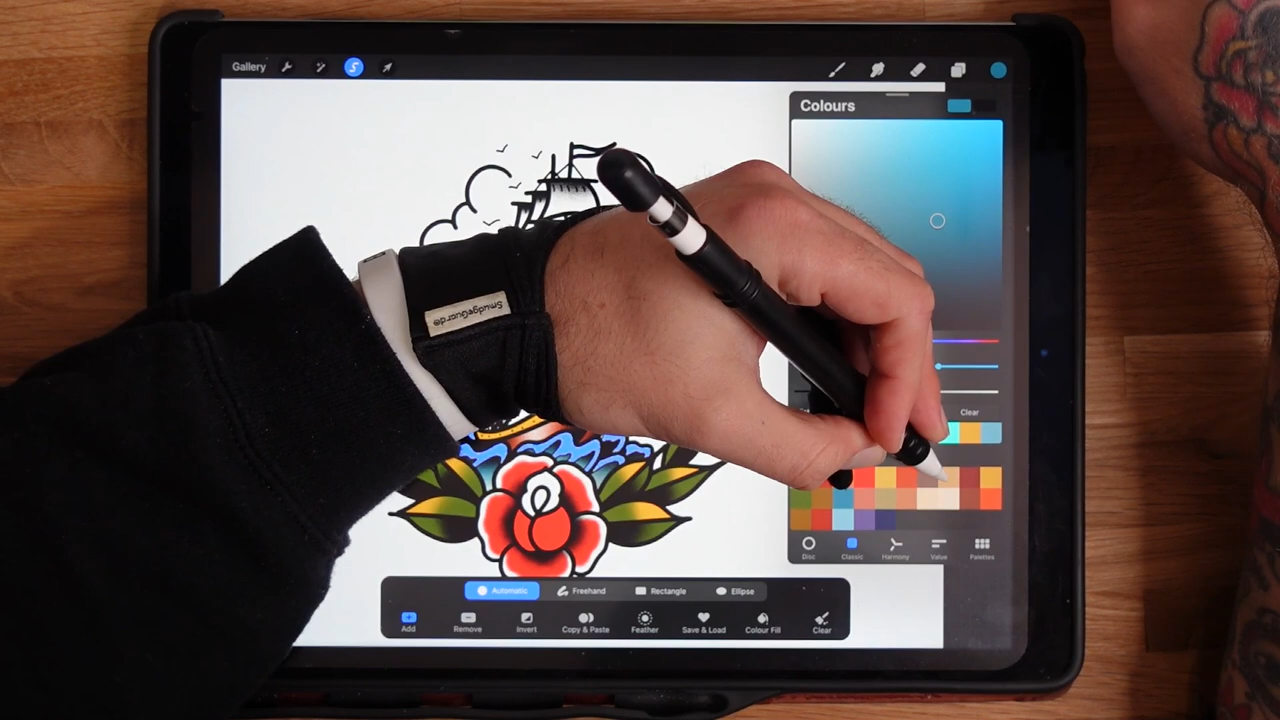 Gallery
Colours
SmudgeGuard®
Clear
Disc
Classic
Harmony
Value
Palettes
Automatic
Freehand
Rectangle
Ellipse
Add
Remove
Invert
Copy & Paste
Feather
Save & Load
Colour Fill
Clear